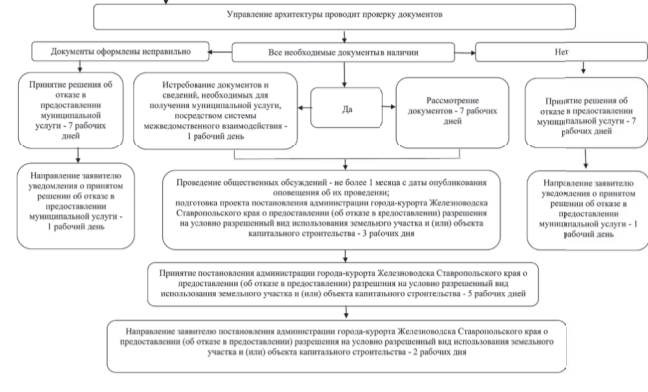 Управление архитектуры проводит проверку документов
Документы оформлены неправильно
Все необходимые документы в наличии
Нет
Принятие решения об
отказе в
предоставлении
муниципальной
услуги - 7 рабочих
дней
Истребование документов и
сведений, необходимых для
получения муниципальной услуги,
посредством системы
межведомственного взаимодействия -
1 рабочий день
Да
Рассмотрение
документов - 7 рабочих
дней
Принятие решения об
отказе в предоставлении
муниципальной услуги - 7
рабочих дней
Направление заявителю
уведомления о принятом
решении об отказе в
предоставлении
муниципальной услуги -
1 рабочий день
Проведение общественных обсуждений - не более 1 месяца с даты опубликования
оповещения об их проведении;
подготовка проекта постановления администрации города-курорта Железноводска
Ставропольского края о предоставлении (об отказе в предоставлении) разрешения
на условно разрешенный вид использования земельного участка и (или) объекта
капитального строительства - 3 рабочих дня
Направление заявителю
уведомления о принятом
решении об отказе в
предоставлении
муниципальной услуги - 1
рабочий день
Принятие постановления администрации города-курорта Железноводска Ставропольского края о
предоставлении (об отказе в предоставлении) разрешния на условно разрешенный вид
использования земельного участка и (или) объекта капитального строительства - 5 рабочих дней
Направление заявителю постановления администрации города-курорта Железноводска Ставропольского края о
предоставлении (об отказе в предоставлении) разрешения на условно разрешенный вид использования земельного
участка и (или) объекта капитального строительства - 2 рабочих дня